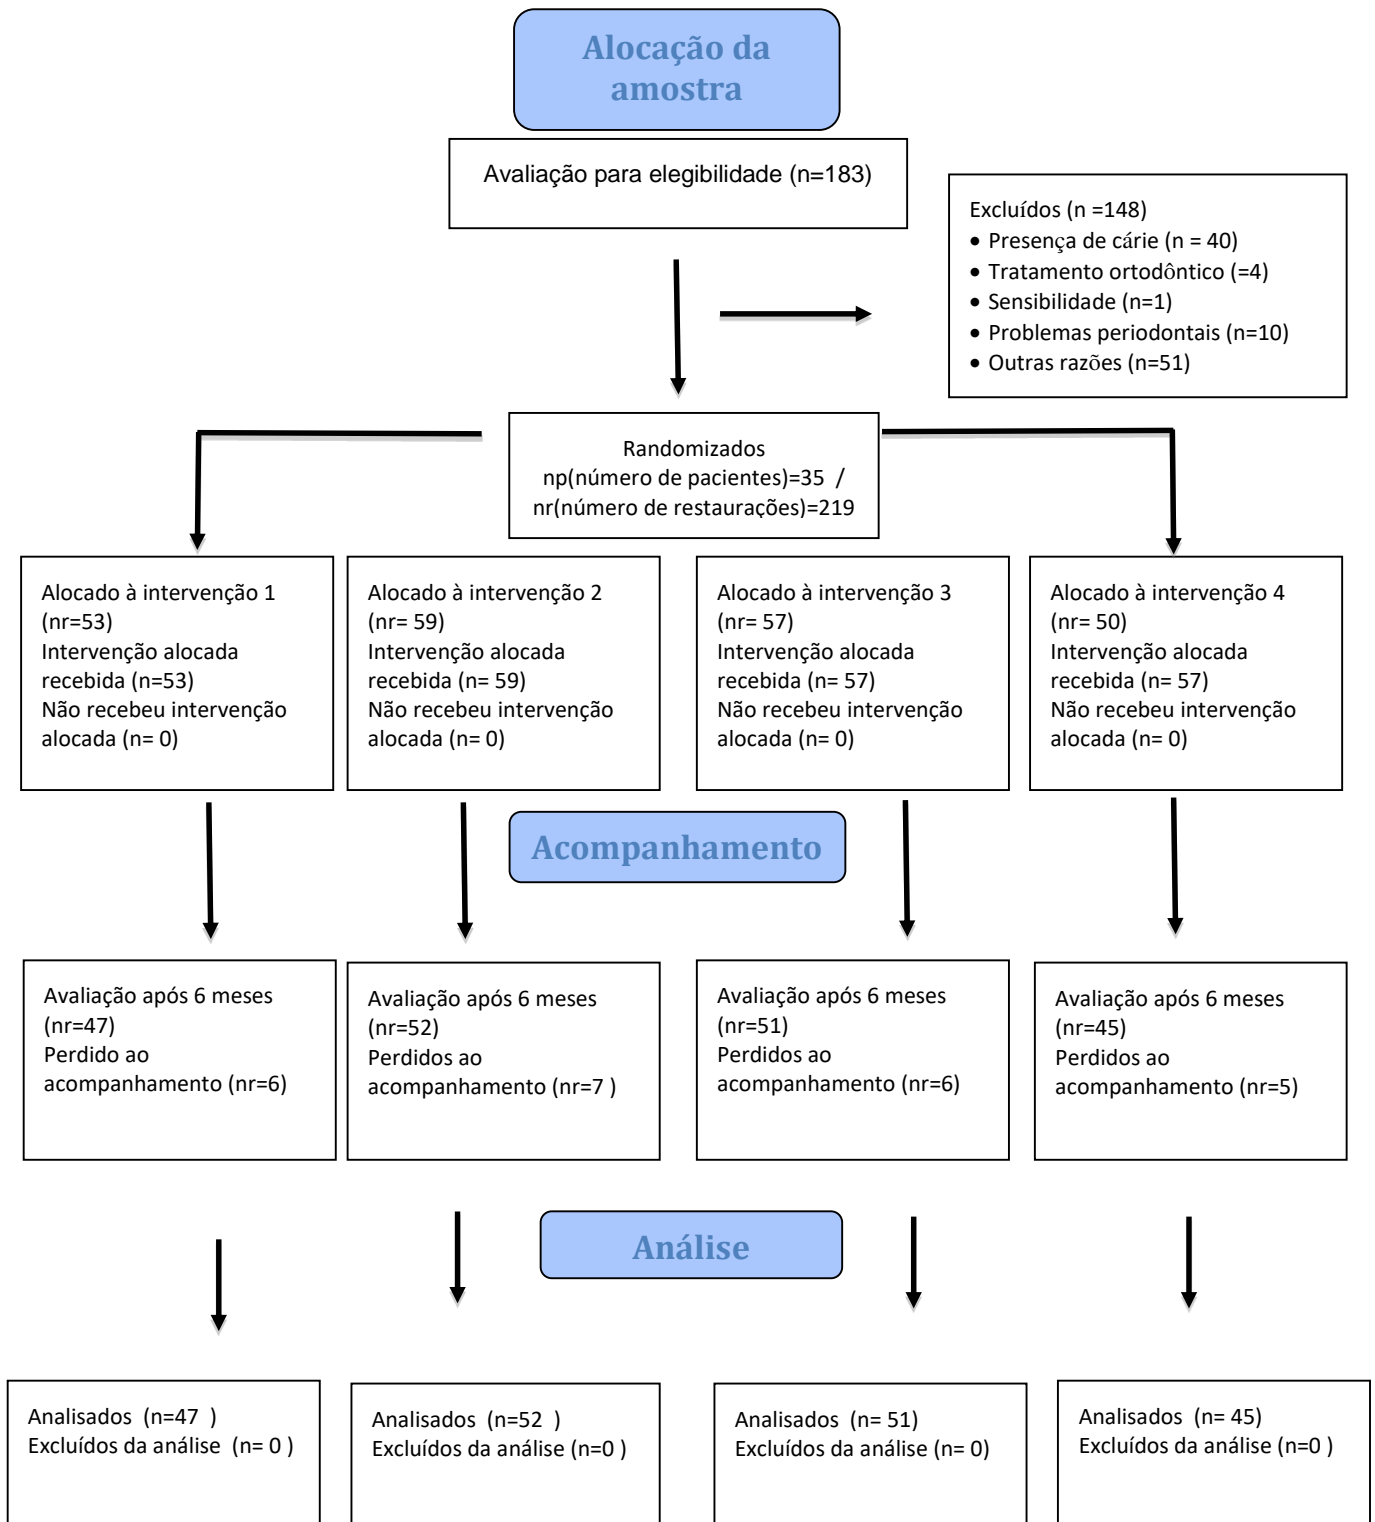 Alocação da
amostra
Avaliação para elegibilidade (n=183)
Excluídos (n =148)
• Presença de cárie (n = 40)
• Tratamento ortodôntico (=4)
• Sensibilidade (n=1)
• Problemas periodontais (n=10)
• Outras razões (n=51)
Randomizados
np(número de pacientes)=35 /
nr(número de restaurações)=219
Alocado à intervenção 1
(nr=53)
Intervenção alocada
recebida (n=53)
Não recebeu intervenção
alocada (n= 0)
Alocado à intervenção 2
(nr= 59)
Intervenção alocada
recebida (n= 59)
Não recebeu intervenção
alocada (n= 0)
Alocado à intervenção 3
(nr= 57)
Intervenção alocada
recebida (n= 57)
Não recebeu intervenção
alocada (n= 0)
Alocado à intervenção 4
(nr= 50)
Intervenção alocada
recebida (n= 57)
Não recebeu intervenção
alocada (n= 0)
Acompanhamento
Avaliação após 6 meses
(nr=47)
Perdido ao
acompanhamento (nr=6)
Avaliação após 6 meses
(nr=52)
Perdidos ao
acompanhamento (nr=7 )
Avaliação após 6 meses
(nr=51)
Perdidos ao
acompanhamento (nr=6)
Avaliação após 6 meses
(nr=45)
Perdidos ao
acompanhamento (nr=5)
Análise
Analisados (n=47 )
Excluídos da análise (n= 0 )
Analisados (n=52 )
Excluídos da análise (n=0 )
Analisados (n= 51)
Excluídos da análise (n= 0)
Analisados (n= 45)
Excluídos da análise (n=0 )